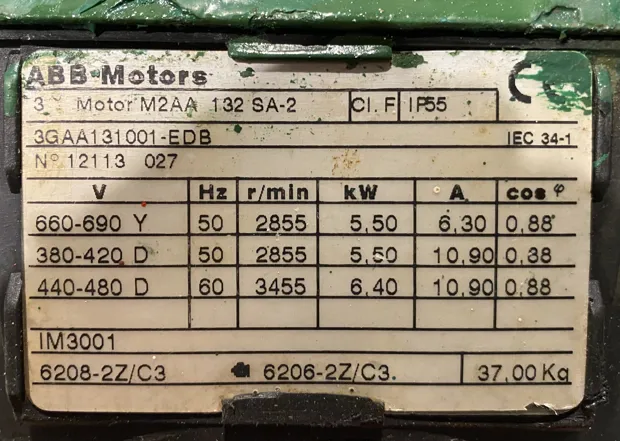 ABB Motors
3 Motor M2AA 132 SA-2 Cl. F IP55
3GAA131001-EDB IEC 34-1
Nº 12113 027
V Hz r/min kW A cos φ
660-690 Y 50 2855 5,50 6,30 0,88
380-420 D 50 2855 5,50 10,90 0,38
440-480 D 60 3455 6,40 10,90 0,88
IM3001
6208-2Z/C3 6206-2Z/C3. 37,00 Kg